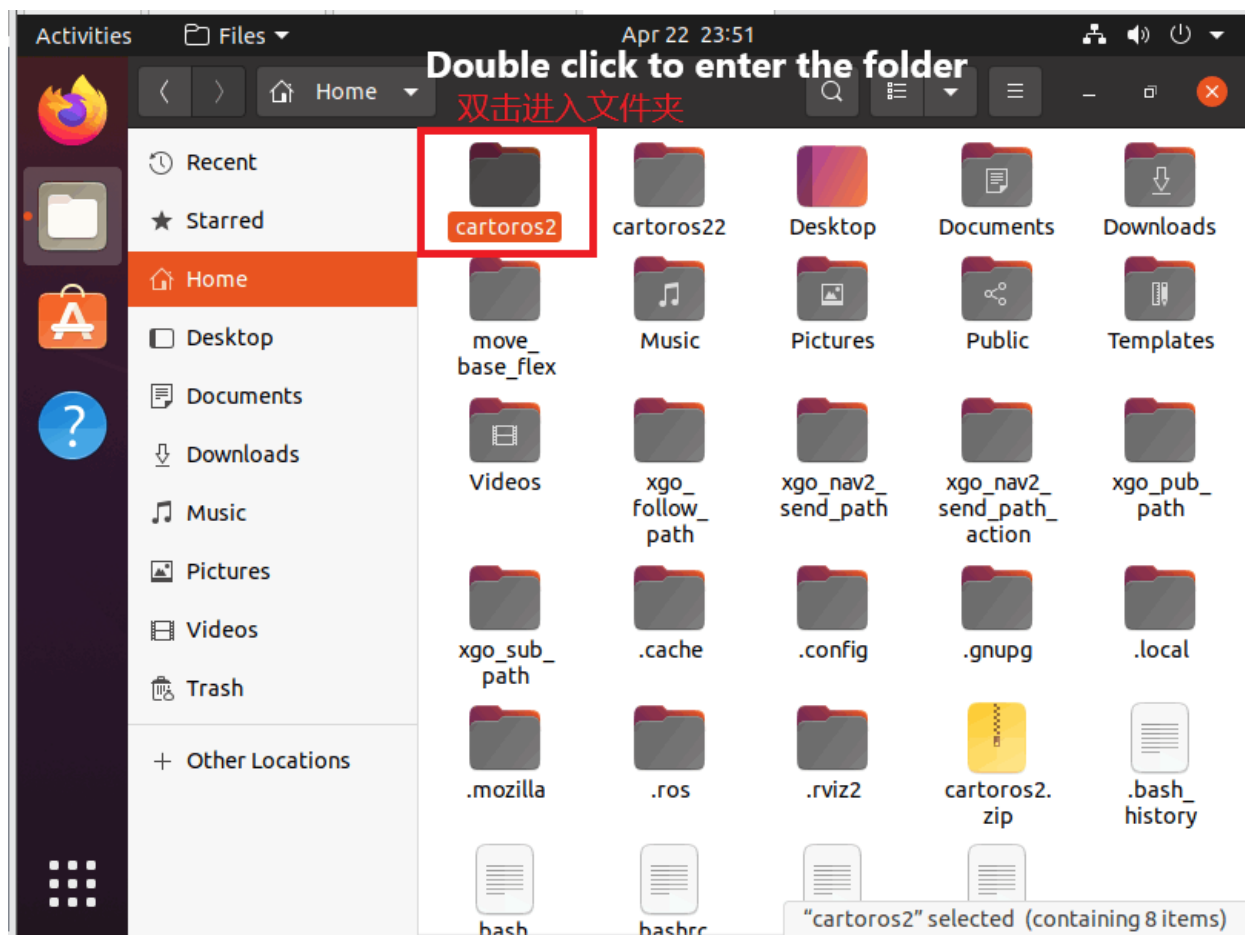 Activities
Files
Apr 22 23:51
Double click to enter the folder
双击进入文件夹
Home
Recent
Starred
Home
Desktop
Documents
Downloads
Music
Pictures
Videos
Trash
+ Other Locations
cartoros2
cartoros22
Desktop
Documents
Downloads
move_
base_flex
Music
Pictures
Public
Templates
Videos
xgo_
follow_
path
xgo_nav2_
send_path
xgo_nav2_
send_path_
action
xgo_pub_
path
xgo_sub_
path
.cache
.config
.gnupg
.local
.mozilla
.ros
.rviz2
cartoros2.
zip
.bash_
history
"cartoros2" selected (containing 8 items)